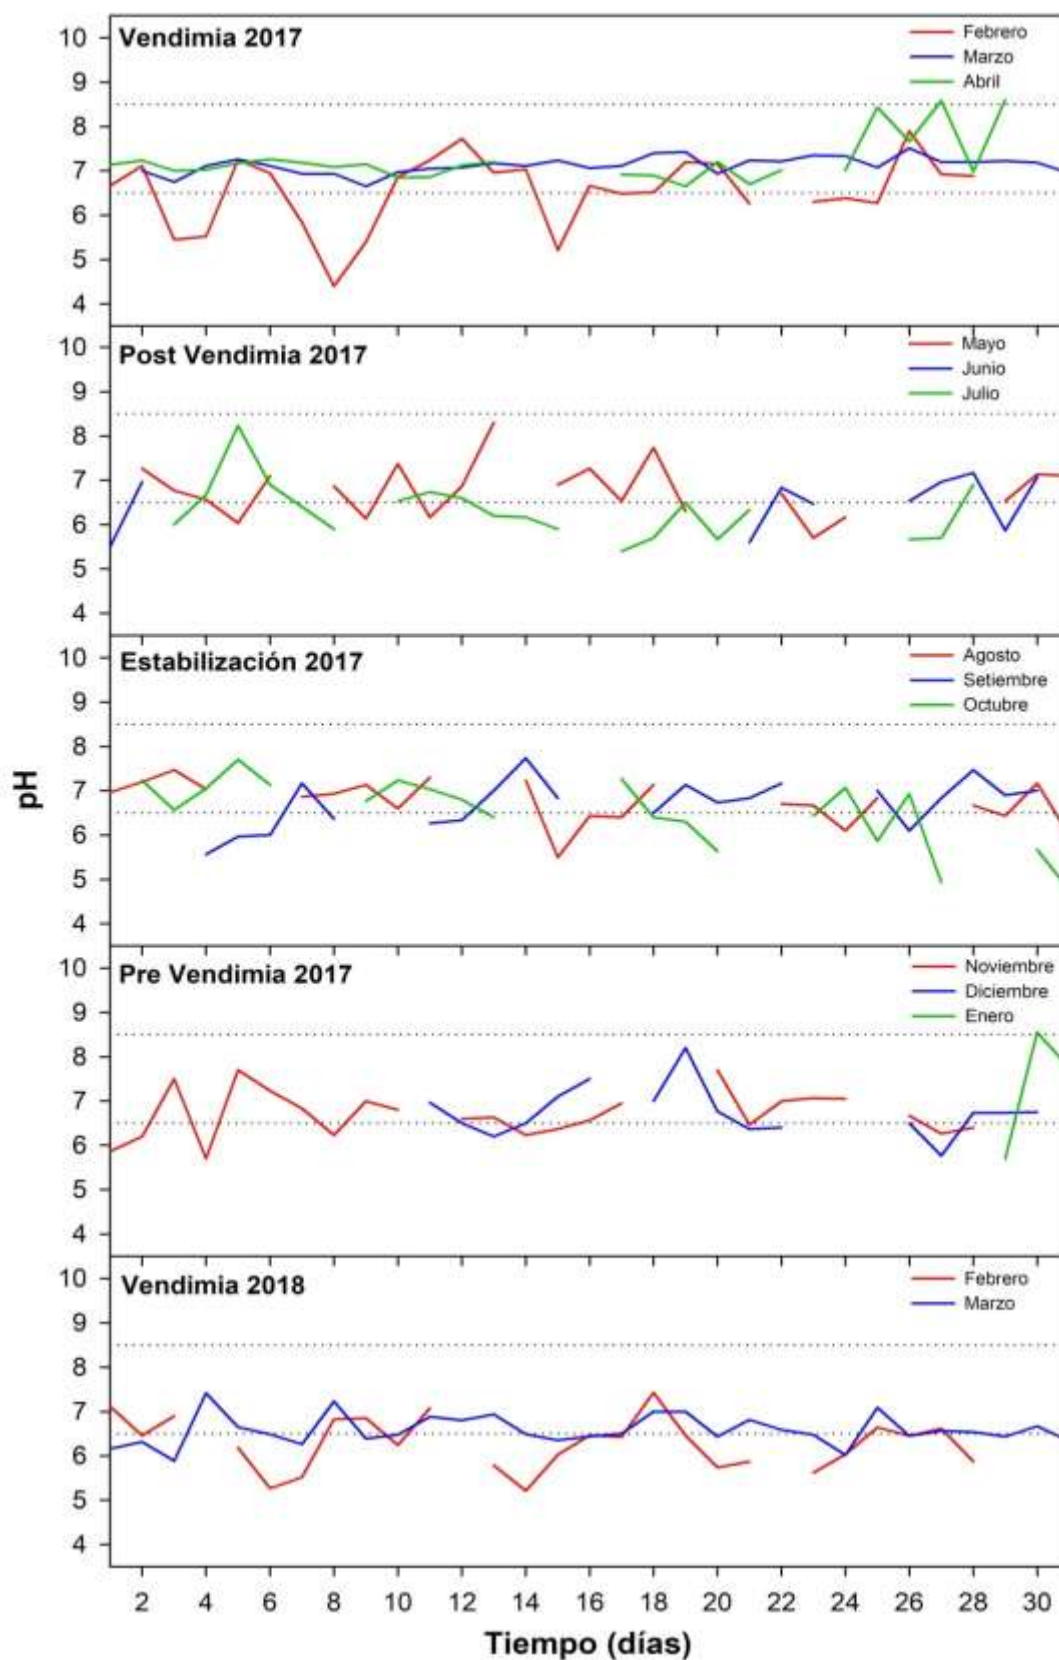 Vendimia 2017
Febrero
Marzo
Abril
10
9
8
7
6
5
4
Post Vendimia 2017
Mayo
Junio
Julio
10
9
8
7
6
5
4
Estabilización 2017
Agosto
Setiembre
Octubre
10
9
8
7
6
5
4
pH
Pre Vendimia 2017
Noviembre
Diciembre
Enero
10
9
8
7
6
5
4
Vendimia 2018
Febrero
Marzo
10
9
8
7
6
5
4
2 4 6 8 10 12 14 16 18 20 22 24 26 28 30
Tiempo (días)